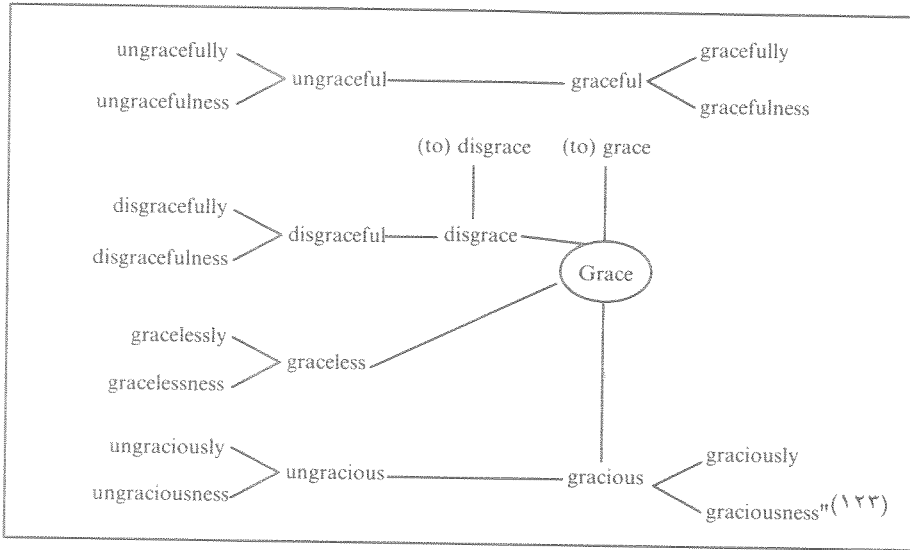 ungracefully
gracefully
ungraceful
graceful
ungracefulness
gracefulness
(to) disgrace (to) grace
disgracefully
disgraceful disgrace
disgracefulness
Grace
gracelessly
graceless
gracelessness
ungraciously
graciously
ungracious
gracious
ungraciousness
graciousness"(١٢٣)